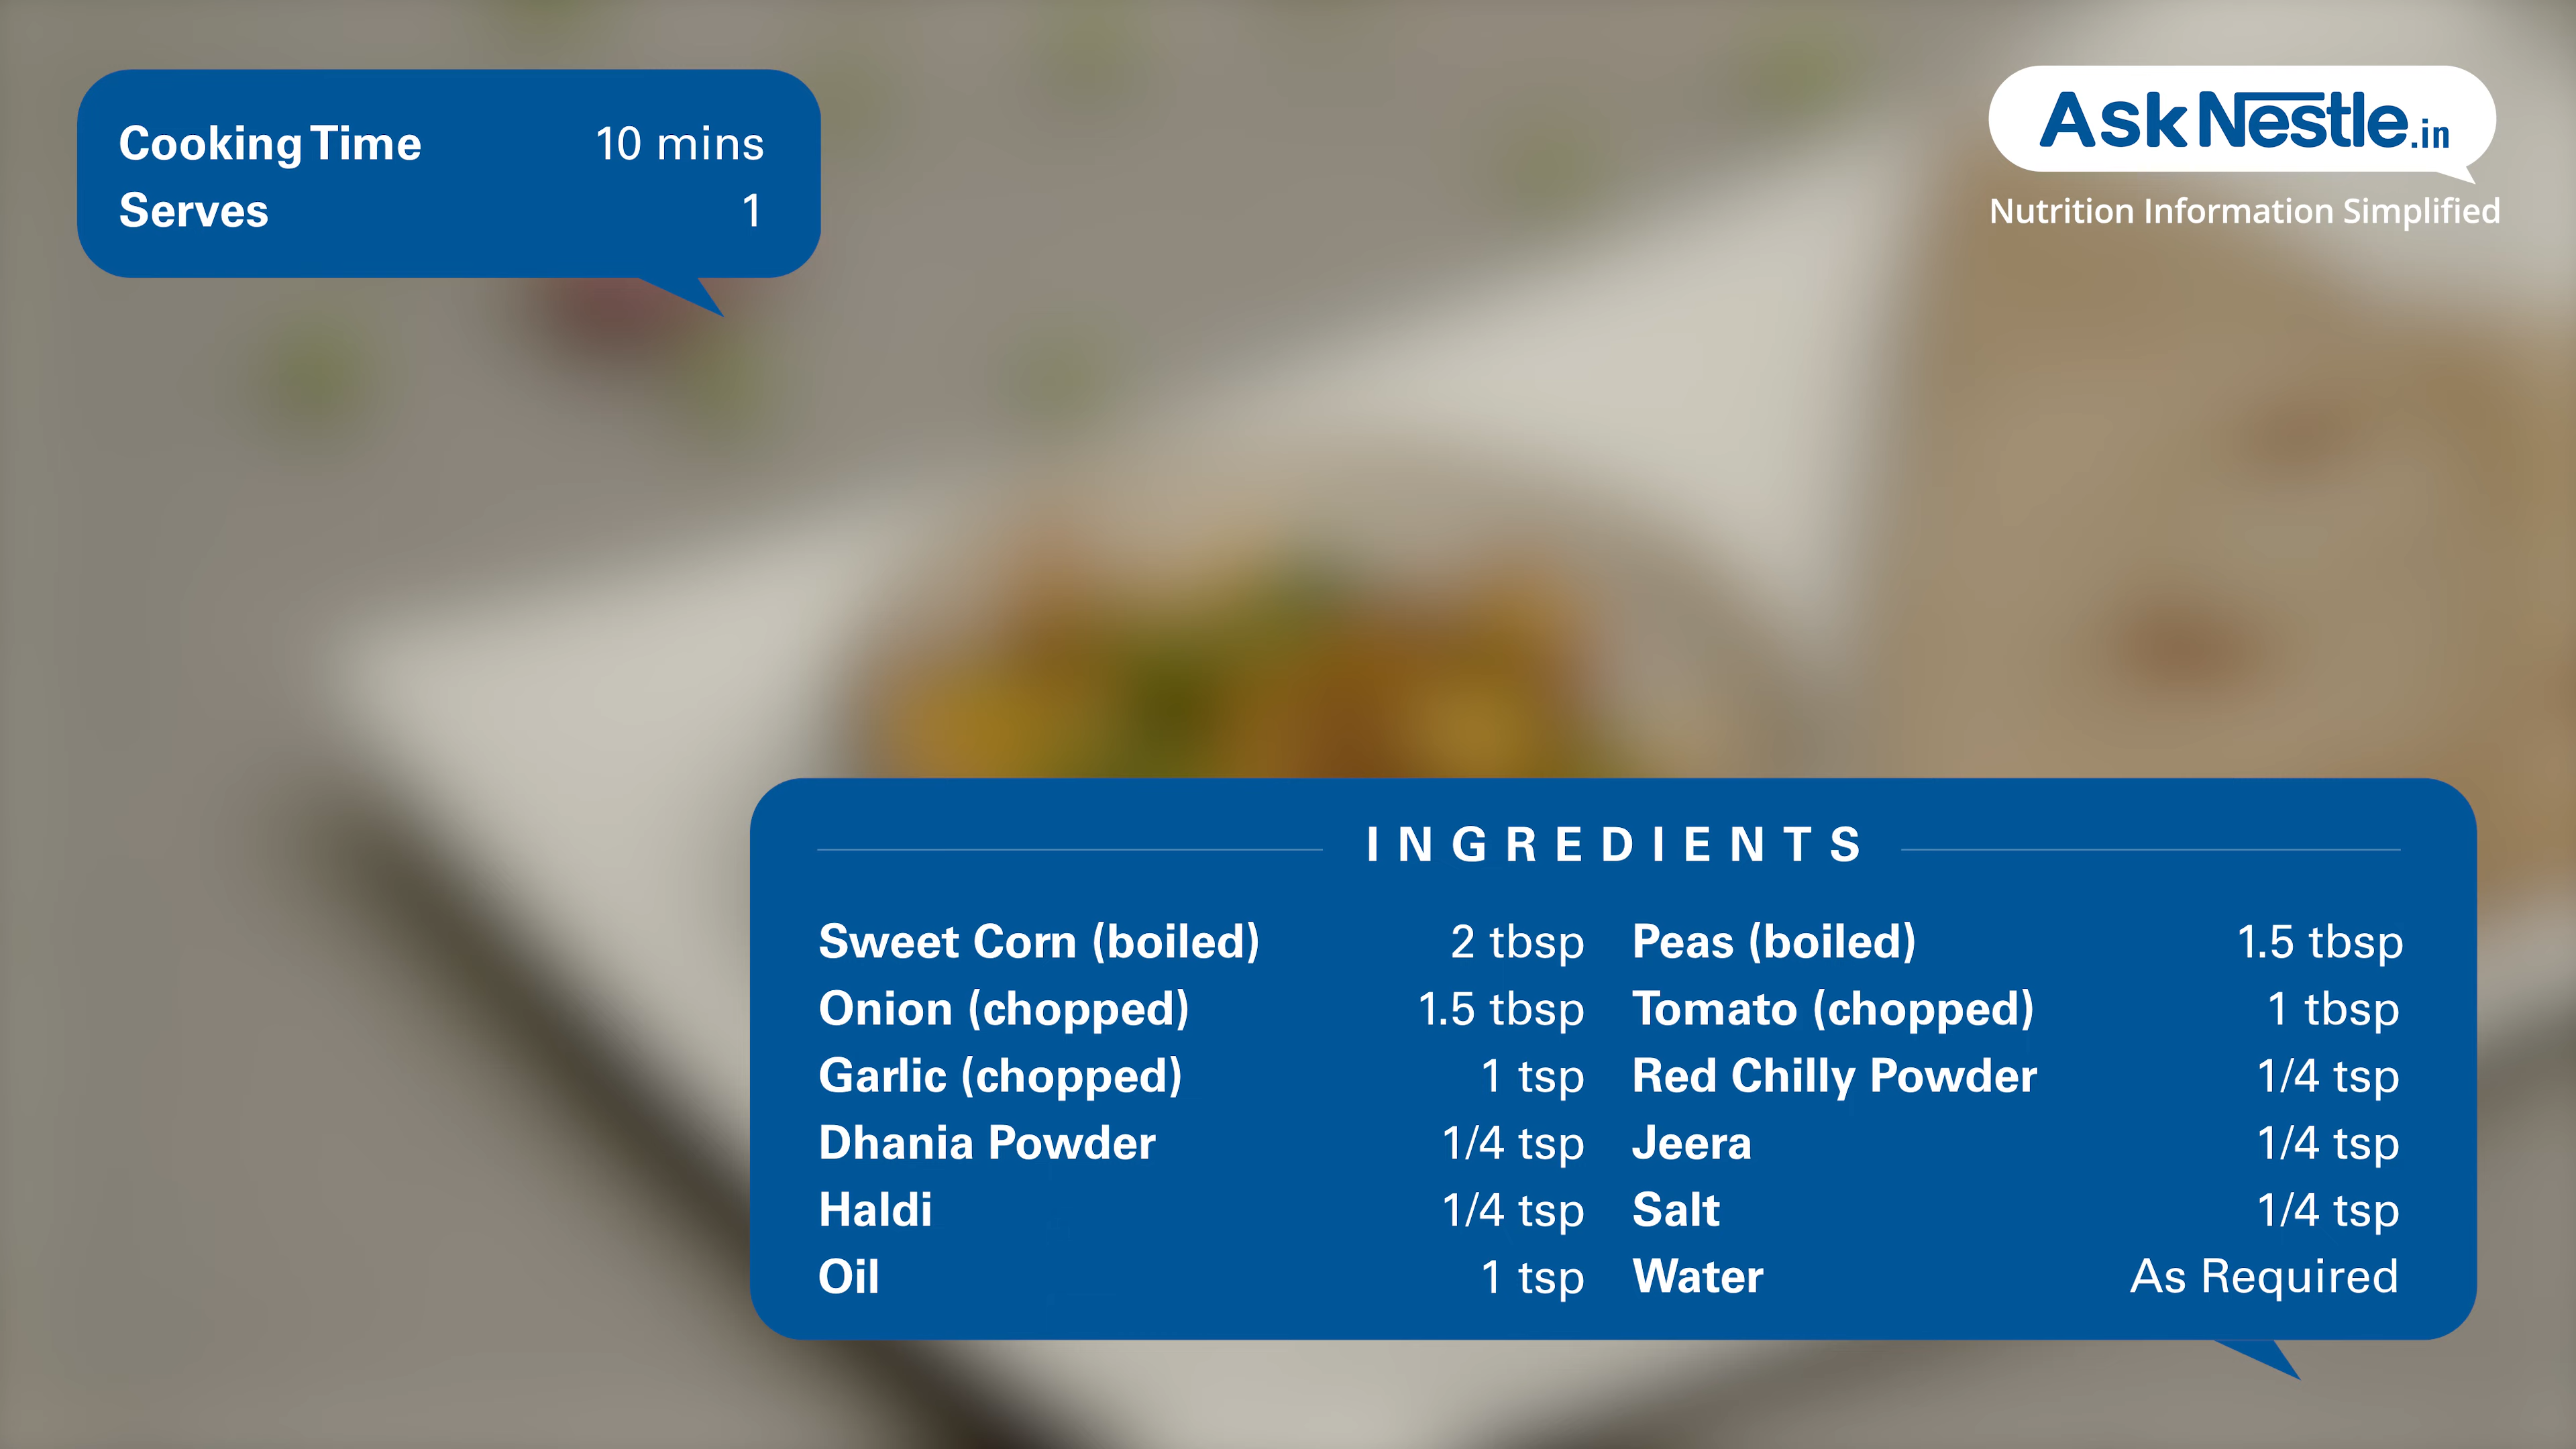 Cooking Time 10 mins
Serves 1
AskNestle.in
Nutrition Information Simplified
INGREDIENTS
Sweet Corn (boiled) 2 tbsp Peas (boiled) 1.5 tbsp
Onion (chopped) 1.5 tbsp Tomato (chopped) 1 tbsp
Garlic (chopped) 1 tsp Red Chilly Powder 1/4 tsp
Dhania Powder 1/4 tsp Jeera 1/4 tsp
Haldi 1/4 tsp Salt 1/4 tsp
Oil 1 tsp Water As Required